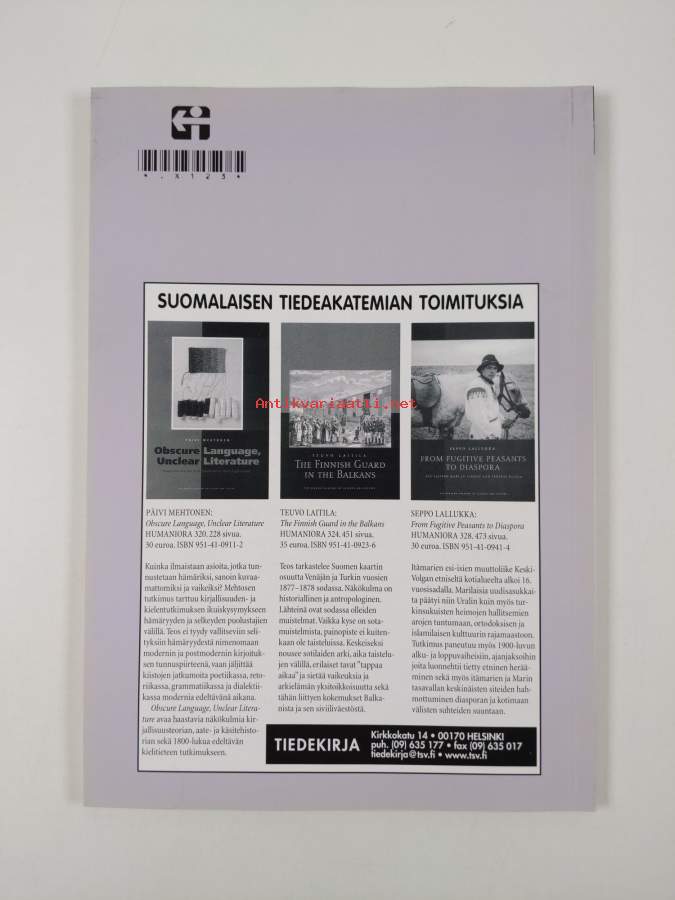 * . X 1 2 3 *
SUOMALAISEN TIEDEAKATEMIAN TOIMITUKSIA
Antikvariaatti.net
PÄIVI MEHTONEN
Obscure Language,
Unclear Literature
TEUVO LAITILA
THE FINNISH GUARD
IN THE BALKANS
SEPPO LALLUKKA
FROM FUGITIVE PEASANTS
TO DIASPORA
PÄIVI MEHTONEN:
Obscure Language, Unclear Literature
HUMANIORA 320. 228 sivua.
30 euroa. ISBN 951-41-0911-2
Kuinka ilmaistaan asioita, jotka tun-
nustetaan hämäriksi, sanoin kuvaa-
mattomiksi ja vaikeiksi? Mehtosen
tutkimus tarttuu kirjallisuuden- ja
kielentutkimuksen ikuiskysymykseen
hämäryyden ja selkeyden puolustajien
välillä. Teos ei tyydy vallitseviin seli-
tyksiin hämäryydestä nimenomaan
modernin ja postmodernin kirjoituk-
sen tunnuspiirteenä, vaan jäljittää
kiistojen jatkumoita poetiikassa, reto-
riikassa, grammatiikassa ja dialektii-
kassa modernia edeltävänä aikana.
Obscure Language, Unclear Litera-
ture avaa haastavia näkökulmia kir-
jallisuusteorian, aate- ja käsitehisto-
rian sekä 1800-lukua edeltävän
kielitieteen tutkimukseen.
TEUVO LAITILA:
The Finnish Guard in the Balkans
HUMANIORA 324. 451 sivua.
35 euroa. ISBN 951-41-0923-6
Teos tarkastelee Suomen kaartin
osuutta Venäjän ja Turkin vuosien
1877–1878 sodassa. Näkökulma on
historiallinen ja antropologinen.
Lähteinä ovat sodassa olleiden
muistelmat. Vaikka kyse on sota-
muistelmista, painopiste ei kuiten-
kaan ole taisteluissa. Keskeiseksi
nousee sotilaiden arki, aika taistelu-
jen välillä, erilaiset tavat "tappaa
aikaa" ja sietää vaikeuksia ja
arkielämän yksitoikkoisuutta sekä
tähän liittyen kokemukset Balka-
nista ja sen siviiliväestöstä.
SEPPO LALLUKKA:
From Fugitive Peasants to Diaspora
HUMANIORA 328. 473 sivua.
30 euroa. ISBN 951-41-0941-4
Itämarien esi-isien muuttoliike Keski-
Volgan etniseltä kotialueelta alkoi 16.
vuosisadalla. Marilaisia uudisasukkai-
ta päätyi niin Uralin kuin myös tur-
kinsukuisten heimojen hallitsemien
arojen tuntumaan, ortodoksisen ja
islamilaisen kulttuurin rajamaastoon.
Tutkimus paneutuu myös 1900-luvun
alku- ja loppuvaiheisiin, ajanjaksoihin
joita luonnehtii tietty etninen herää-
minen sekä myös itämarien ja Marin
tasavallan keskinäisten siteiden hah-
mottuminen diasporan ja kotimaan
välisten suhteiden suuntaan.
TIEDEKIRJA
Kirkkokatu 14 • 00170 HELSINKI
puh. (09) 635 177 • fax (09) 635 017
tiedekirja@tsv.fi • www.tsv.fi